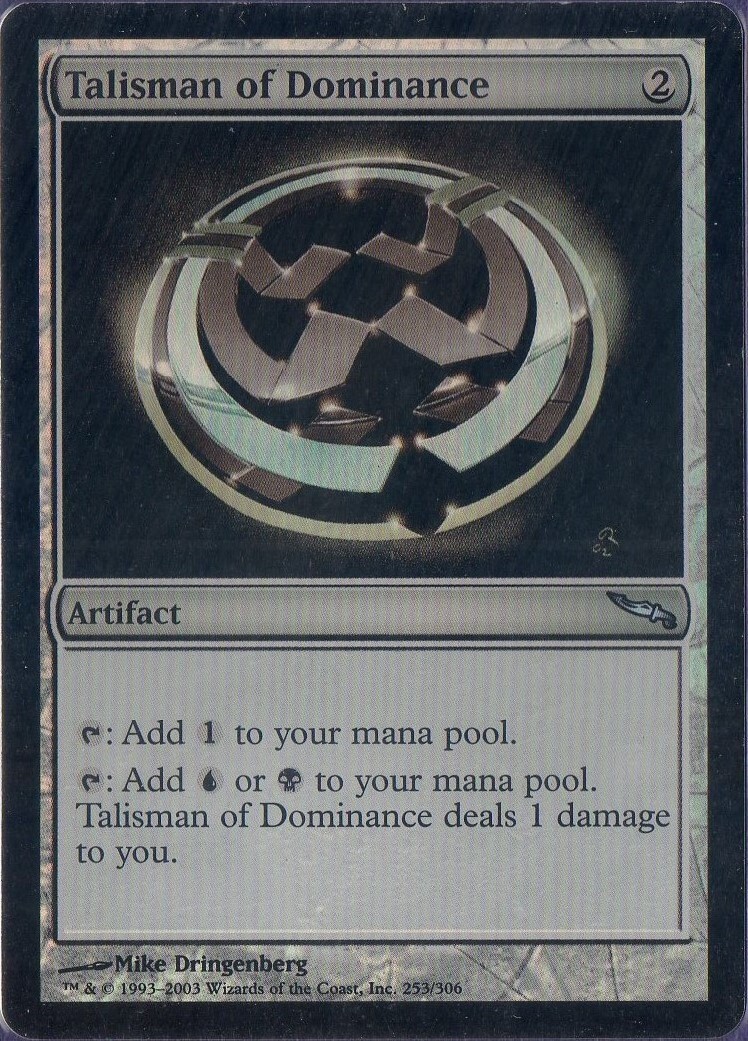 Talisman of Dominance 2
Artifact
: Add 1 to your mana pool.
: Add or to your mana pool.
Talisman of Dominance deals 1 damage
to you.
Mike Dringenberg
™ & © 1993–2003 Wizards of the Coast, Inc. 253/306